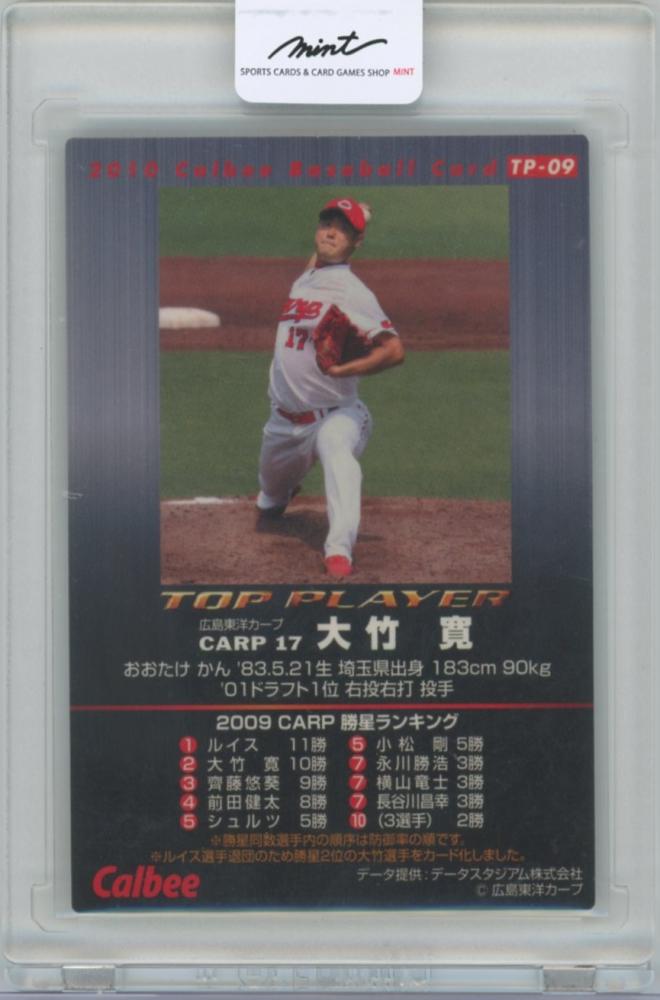 mint
SPORTS CARDS & CARD GAMES SHOP MINT
2010 Calbee Baseball Card TP-09
Carp
17
TOP PLAYER
広島東洋カープ
CARP 17 大竹 寛
おおたけ かん '83.5.21生 埼玉県出身 183cm 90kg
'01ドラフト1位 右投右打 投手
2009 CARP 勝星ランキング
1 ルイス 11勝 5 小松 剛 5勝
2 大竹 寛 10勝 7 永川勝浩 3勝
3 齊藤悠葵 9勝 7 横山竜士 3勝
4 前田健太 8勝 7 長谷川昌幸 3勝
5 シュルツ 5勝 10 (3選手) 2勝
※勝星同数選手内の順序は防御率の順です。
※ルイス選手退団のため勝星2位の大竹選手をカード化しました。
Calbee
データ提供:データスタジアム株式会社
© 広島東洋カープ